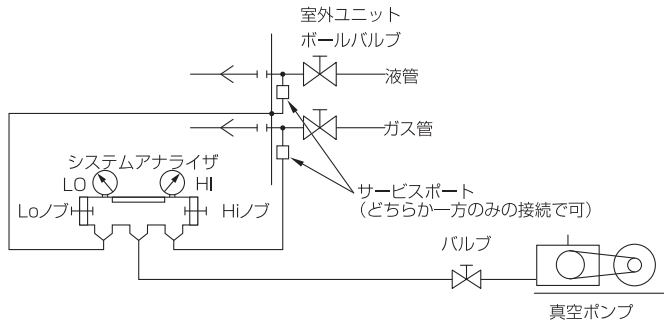 室外ユニット
ボールバルブ
液管
ガス管
システムアナライザ
LO
HI
Loノブ
Hiノブ
サービスポート
(どちらか一方のみの接続で可)
バルブ
真空ポンプ